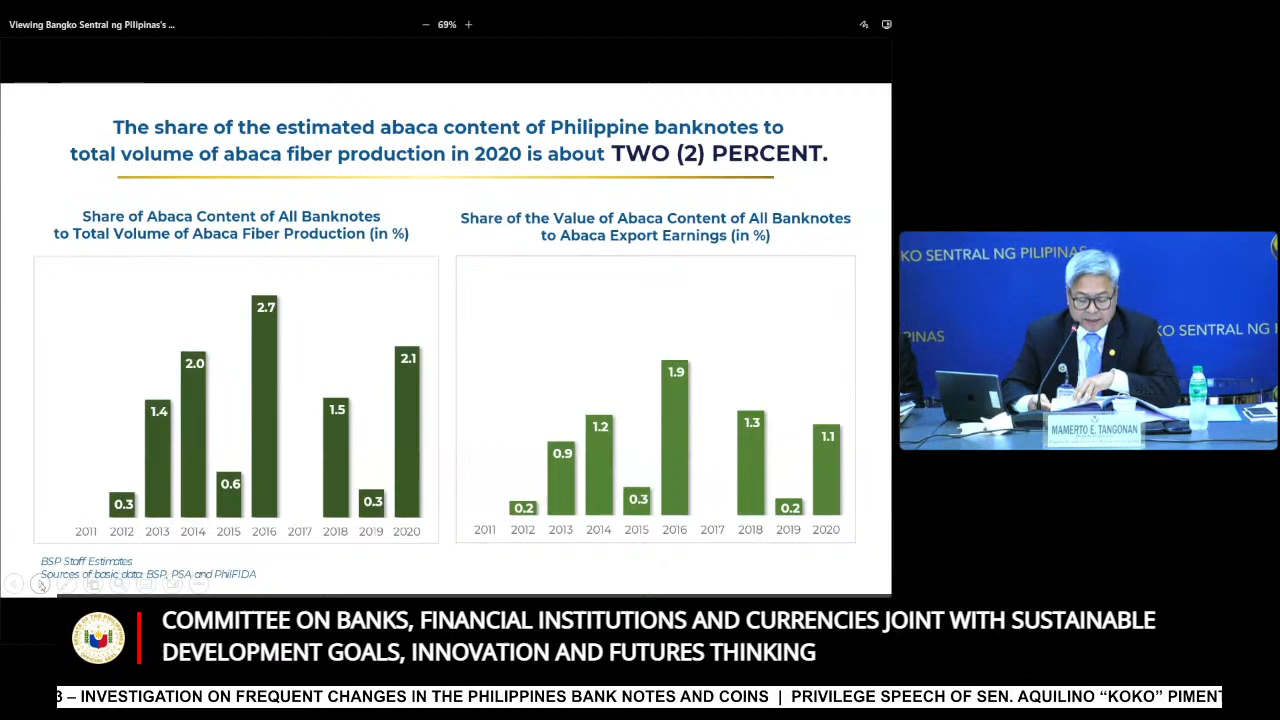 Viewing Bangko Sentral ng Pilipinas's ...
69%
The share of the estimated abaca content of Philippine banknotes to
total volume of abaca fiber production in 2020 is about TWO (2) PERCENT.
Share of Abaca Content of All Banknotes
to Total Volume of Abaca Fiber Production (in %)
0.3
1.4
2.0
0.6
2.7
1.5
0.3
2.1
2011 2012 2013 2014 2015 2016 2017 2018 2019 2020
Share of the Value of Abaca Content of All Banknotes
to Abaca Export Earnings (in %)
0.2
0.9
1.2
0.3
1.9
1.3
0.2
1.1
2011 2012 2013 2014 2015 2016 2017 2018 2019 2020
BSP Staff Estimates
Sources of basic data: BSP, PSA and PhilFIDA
KO SENTRAL NG PILIPINAS
PINAS
KO SENTRAL NG
MAMERTO E. TANGONAN
COMMITTEE ON BANKS, FINANCIAL INSTITUTIONS AND CURRENCIES JOINT WITH SUSTAINABLE
DEVELOPMENT GOALS, INNOVATION AND FUTURES THINKING
3 – INVESTIGATION ON FREQUENT CHANGES IN THE PHILIPPINES BANK NOTES AND COINS | PRIVILEGE SPEECH OF SEN. AQUILINO “KOKO” PIMENT